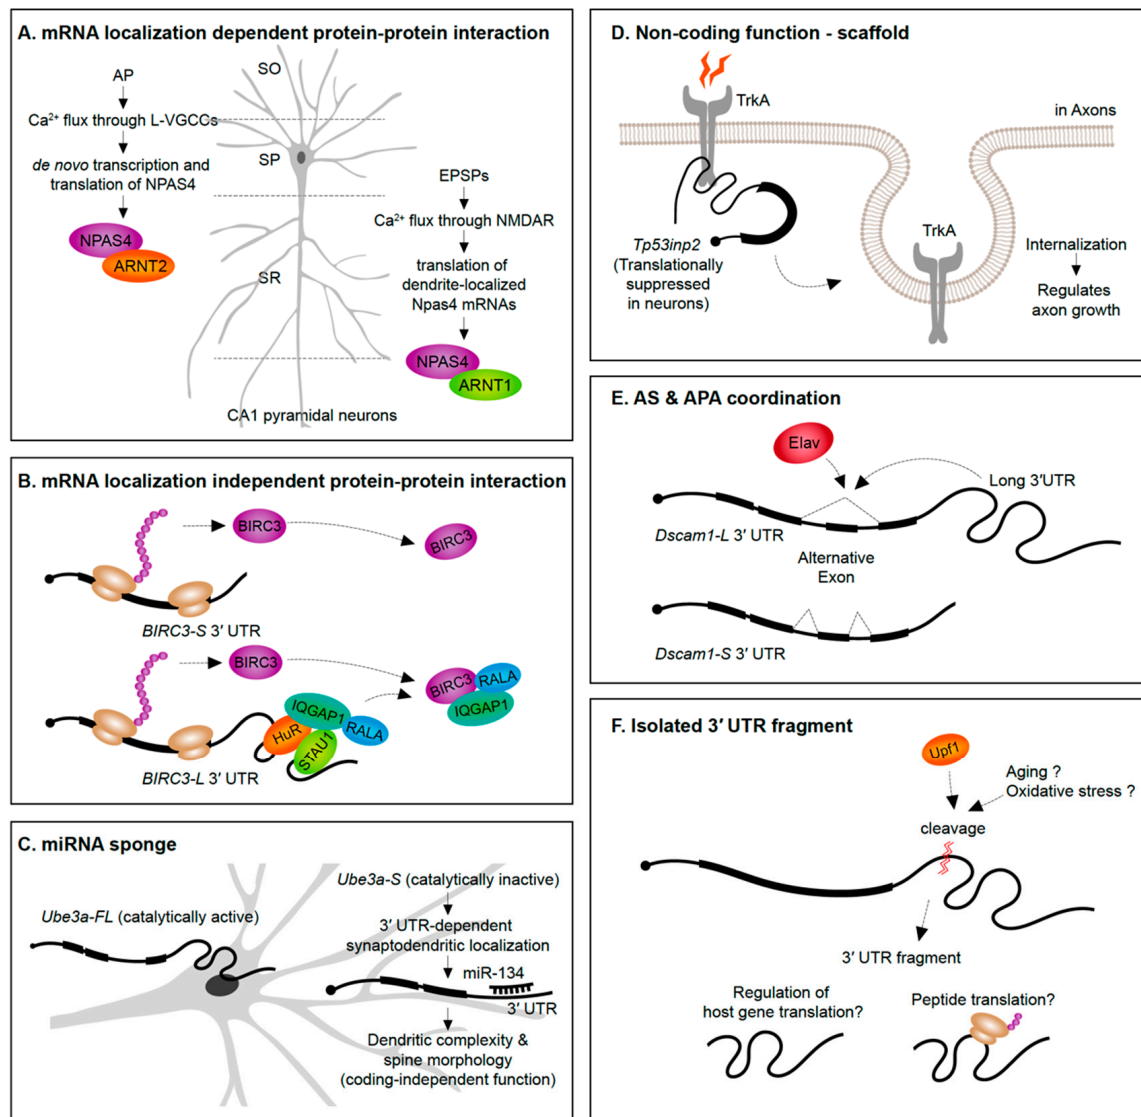 A. mRNA localization dependent protein-protein interaction
AP
Ca²⁺ flux through L-VGCCs
de novo transcription and
translation of NPAS4
NPAS4
ARNT2
SO
SP
SR
EPSPs
Ca²⁺ flux through NMDAR
translation of
dendrite-localized
Npas4 mRNAs
NPAS4
ARNT1
CA1 pyramidal neurons
B. mRNA localization independent protein-protein interaction
BIRC3
BIRC3
BIRC3-S 3′ UTR
BIRC3
BIRC3
RALA
IQGAP1
IQGAP1
HuR
RALA
STAU1
BIRC3-L 3′ UTR
C. miRNA sponge
Ube3a-FL (catalytically active)
Ube3a-S (catalytically inactive)
3′ UTR-dependent
synaptodendritic localization
miR-134
3′ UTR
Dendritic complexity &
spine morphology
(coding-independent function)
D. Non-coding function - scaffold
TrkA
in Axons
Tp53inp2
(Translationally
suppressed
in neurons)
TrkA
Internalization
Regulates
axon growth
E. AS & APA coordination
Elav
Long 3′UTR
Dscam1-L 3′ UTR
Alternative
Exon
Dscam1-S 3′ UTR
F. Isolated 3′ UTR fragment
Upf1
Aging ?
Oxidative stress ?
cleavage
3′ UTR fragment
Regulation of
host gene translation?
Peptide translation?